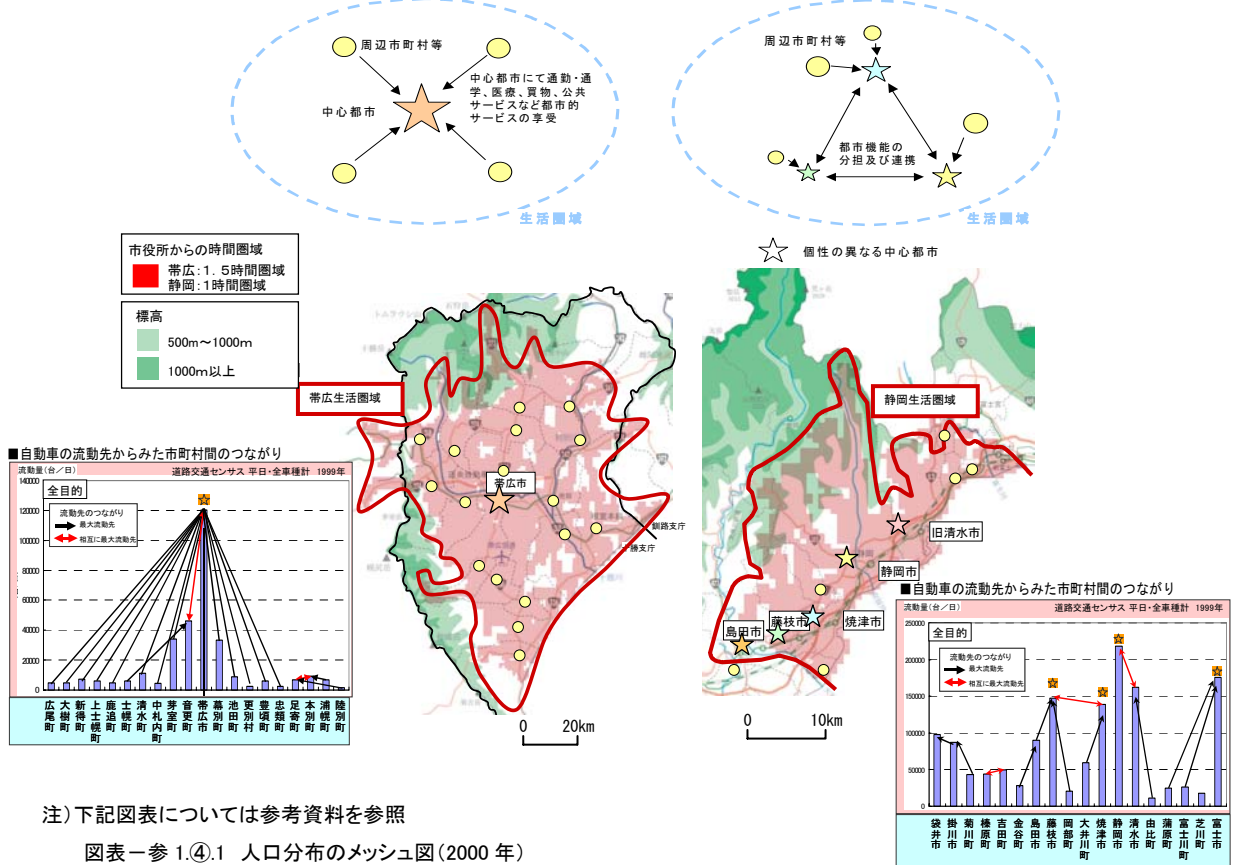 周辺市町村等
中心都市
中心都市にて通勤・通
学、医療、買物、公共
サービスなど都市的
サービスの享受
生活圏域
周辺市町村等
都市機能の
分担及び連携
生活圏域
個性の異なる中心都市
市役所からの時間圏域
帯広:1.5時間圏域
静岡:1時間圏域
標高
500m～1000m
1000m以上
帯広生活圏域
帯広市
釧路支庁
十勝支庁
0 20km
静岡生活圏域
旧清水市
静岡市
焼津市
藤枝市
島田市
0 10km
■自動車の流動先からみた市町村間のつながり
流動量(台/日)
道路交通センサス 平日・全車種計 1999年
全目的
流動先のつながり
最大流動先
相互に最大流動先
140000
120000
100000
80000
60000
40000
20000
0
広尾町
大樹町
新得町
上士幌町
鹿追町
士幌町
清水町
中札内町
芽室町
音更町
帯広市
幕別町
池田町
更別村
豊頃町
忠類町
足寄町
本別町
浦幌町
陸別町
■自動車の流動先からみた市町村間のつながり
流動量(台/日)
道路交通センサス 平日・全車種計 1999年
全目的
流動先のつながり
最大流動先
相互に最大流動先
250000
200000
150000
100000
50000
0
袋井市
掛川市
菊川町
榛原町
吉田町
金谷町
島田市
藤枝市
岡部町
大井川町
焼津市
静岡市
清水市
由比町
蒲原町
富士川町
芝川町
富士市
注)下記図表については参考資料を参照
図表－参 1.④.1 人口分布のメッシュ図(2000 年)